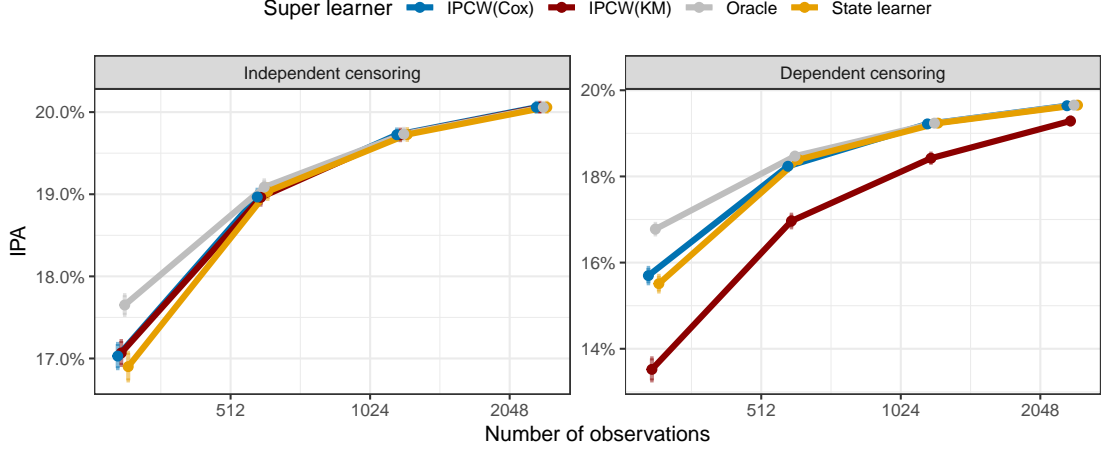 Super learner IPCW(Cox) IPCW(KM) Oracle State learner
Independent censoring
Dependent censoring
IPA
20.0%
19.0%
18.0%
17.0%
20%
18%
16%
14%
512 1024 2048
512 1024 2048
Number of observations